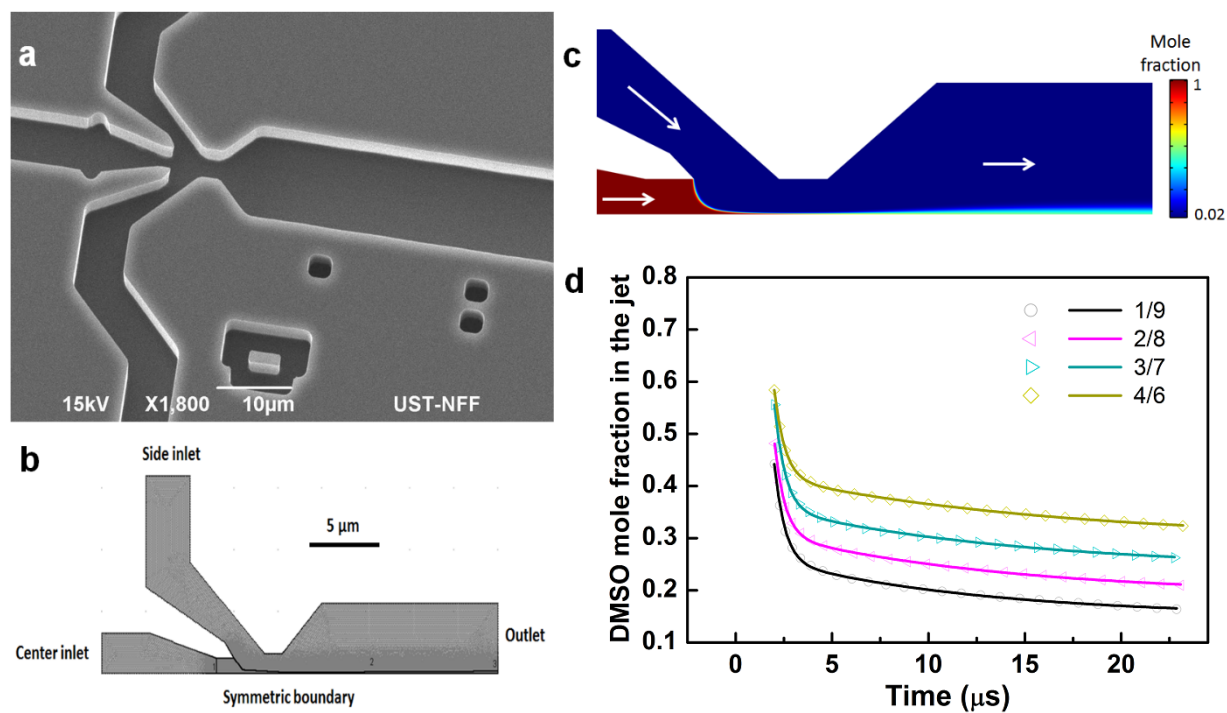 a
15kV X1,800 10µm UST-NFF
b
Side inlet
5 µm
Center inlet
Outlet
1
2
3
Symmetric boundary
c
Mole
fraction
1
0.02
d
DMSO mole fraction in the jet
0.8
0.7
0.6
0.5
0.4
0.3
0.2
0.1
1/9
2/8
3/7
4/6
0 5 10 15 20
Time (µs)